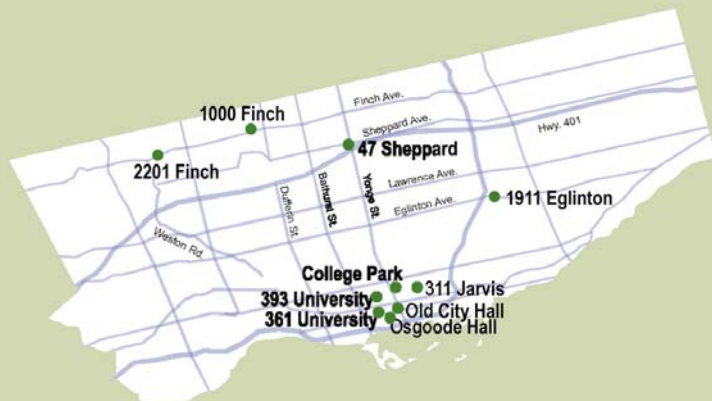 1000 Finch
Finch Ave.
Sheppard Ave.
Hwy. 401
47 Sheppard
2201 Finch
Lawrence Ave.
Eglinton Ave.
1911 Eglinton
Dufferin St.
Bathurst St.
Yonge St.
Weston Rd.
College Park
311 Jarvis
393 University
Old City Hall
361 University
Osgoode Hall